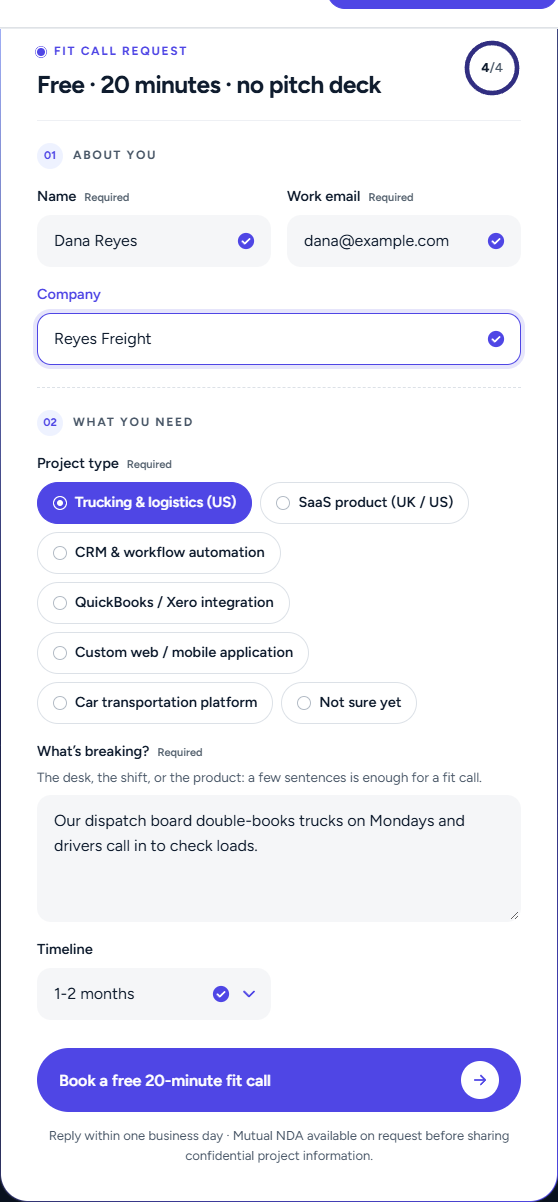 FIT CALL REQUEST
Free · 20 minutes · no pitch deck
4/4
01 ABOUT YOU
Name Required
Work email Required
Dana Reyes
dana@example.com
Company
Reyes Freight
02 WHAT YOU NEED
Project type Required
Trucking & logistics (US)
SaaS product (UK / US)
CRM & workflow automation
QuickBooks / Xero integration
Custom web / mobile application
Car transportation platform
Not sure yet
What’s breaking? Required
The desk, the shift, or the product: a few sentences is enough for a fit call.
Our dispatch board double-books trucks on Mondays and
drivers call in to check loads.
Timeline
1-2 months
Book a free 20-minute fit call
Reply within one business day · Mutual NDA available on request before sharing
confidential project information.